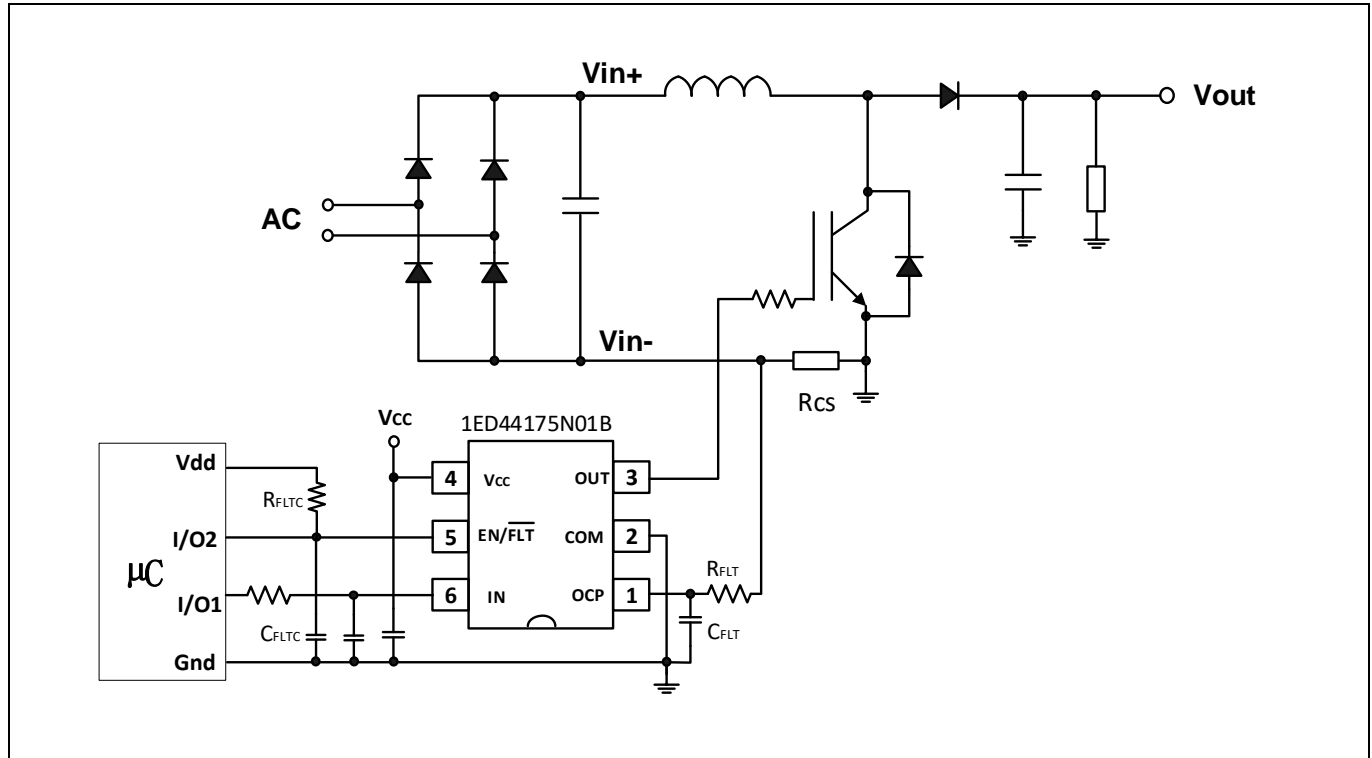 Vin+
Vout
AC
Vin-
Rcs
Vcc
1ED44175N01B
Vdd
RFLTC
4 Vcc OUT 3
I/O2
5 EN/FLT COM 2
μC
I/O1
6 IN OCP 1
RFLT
CFLTC
CFLT
Gnd